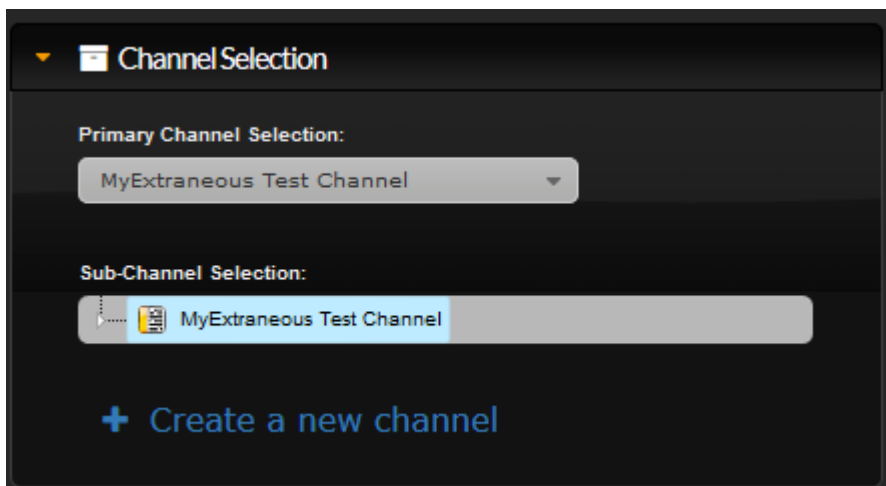 Channel Selection
Primary Channel Selection:
MyExtraneous Test Channel
Sub-Channel Selection:
MyExtraneous Test Channel
Create a new channel